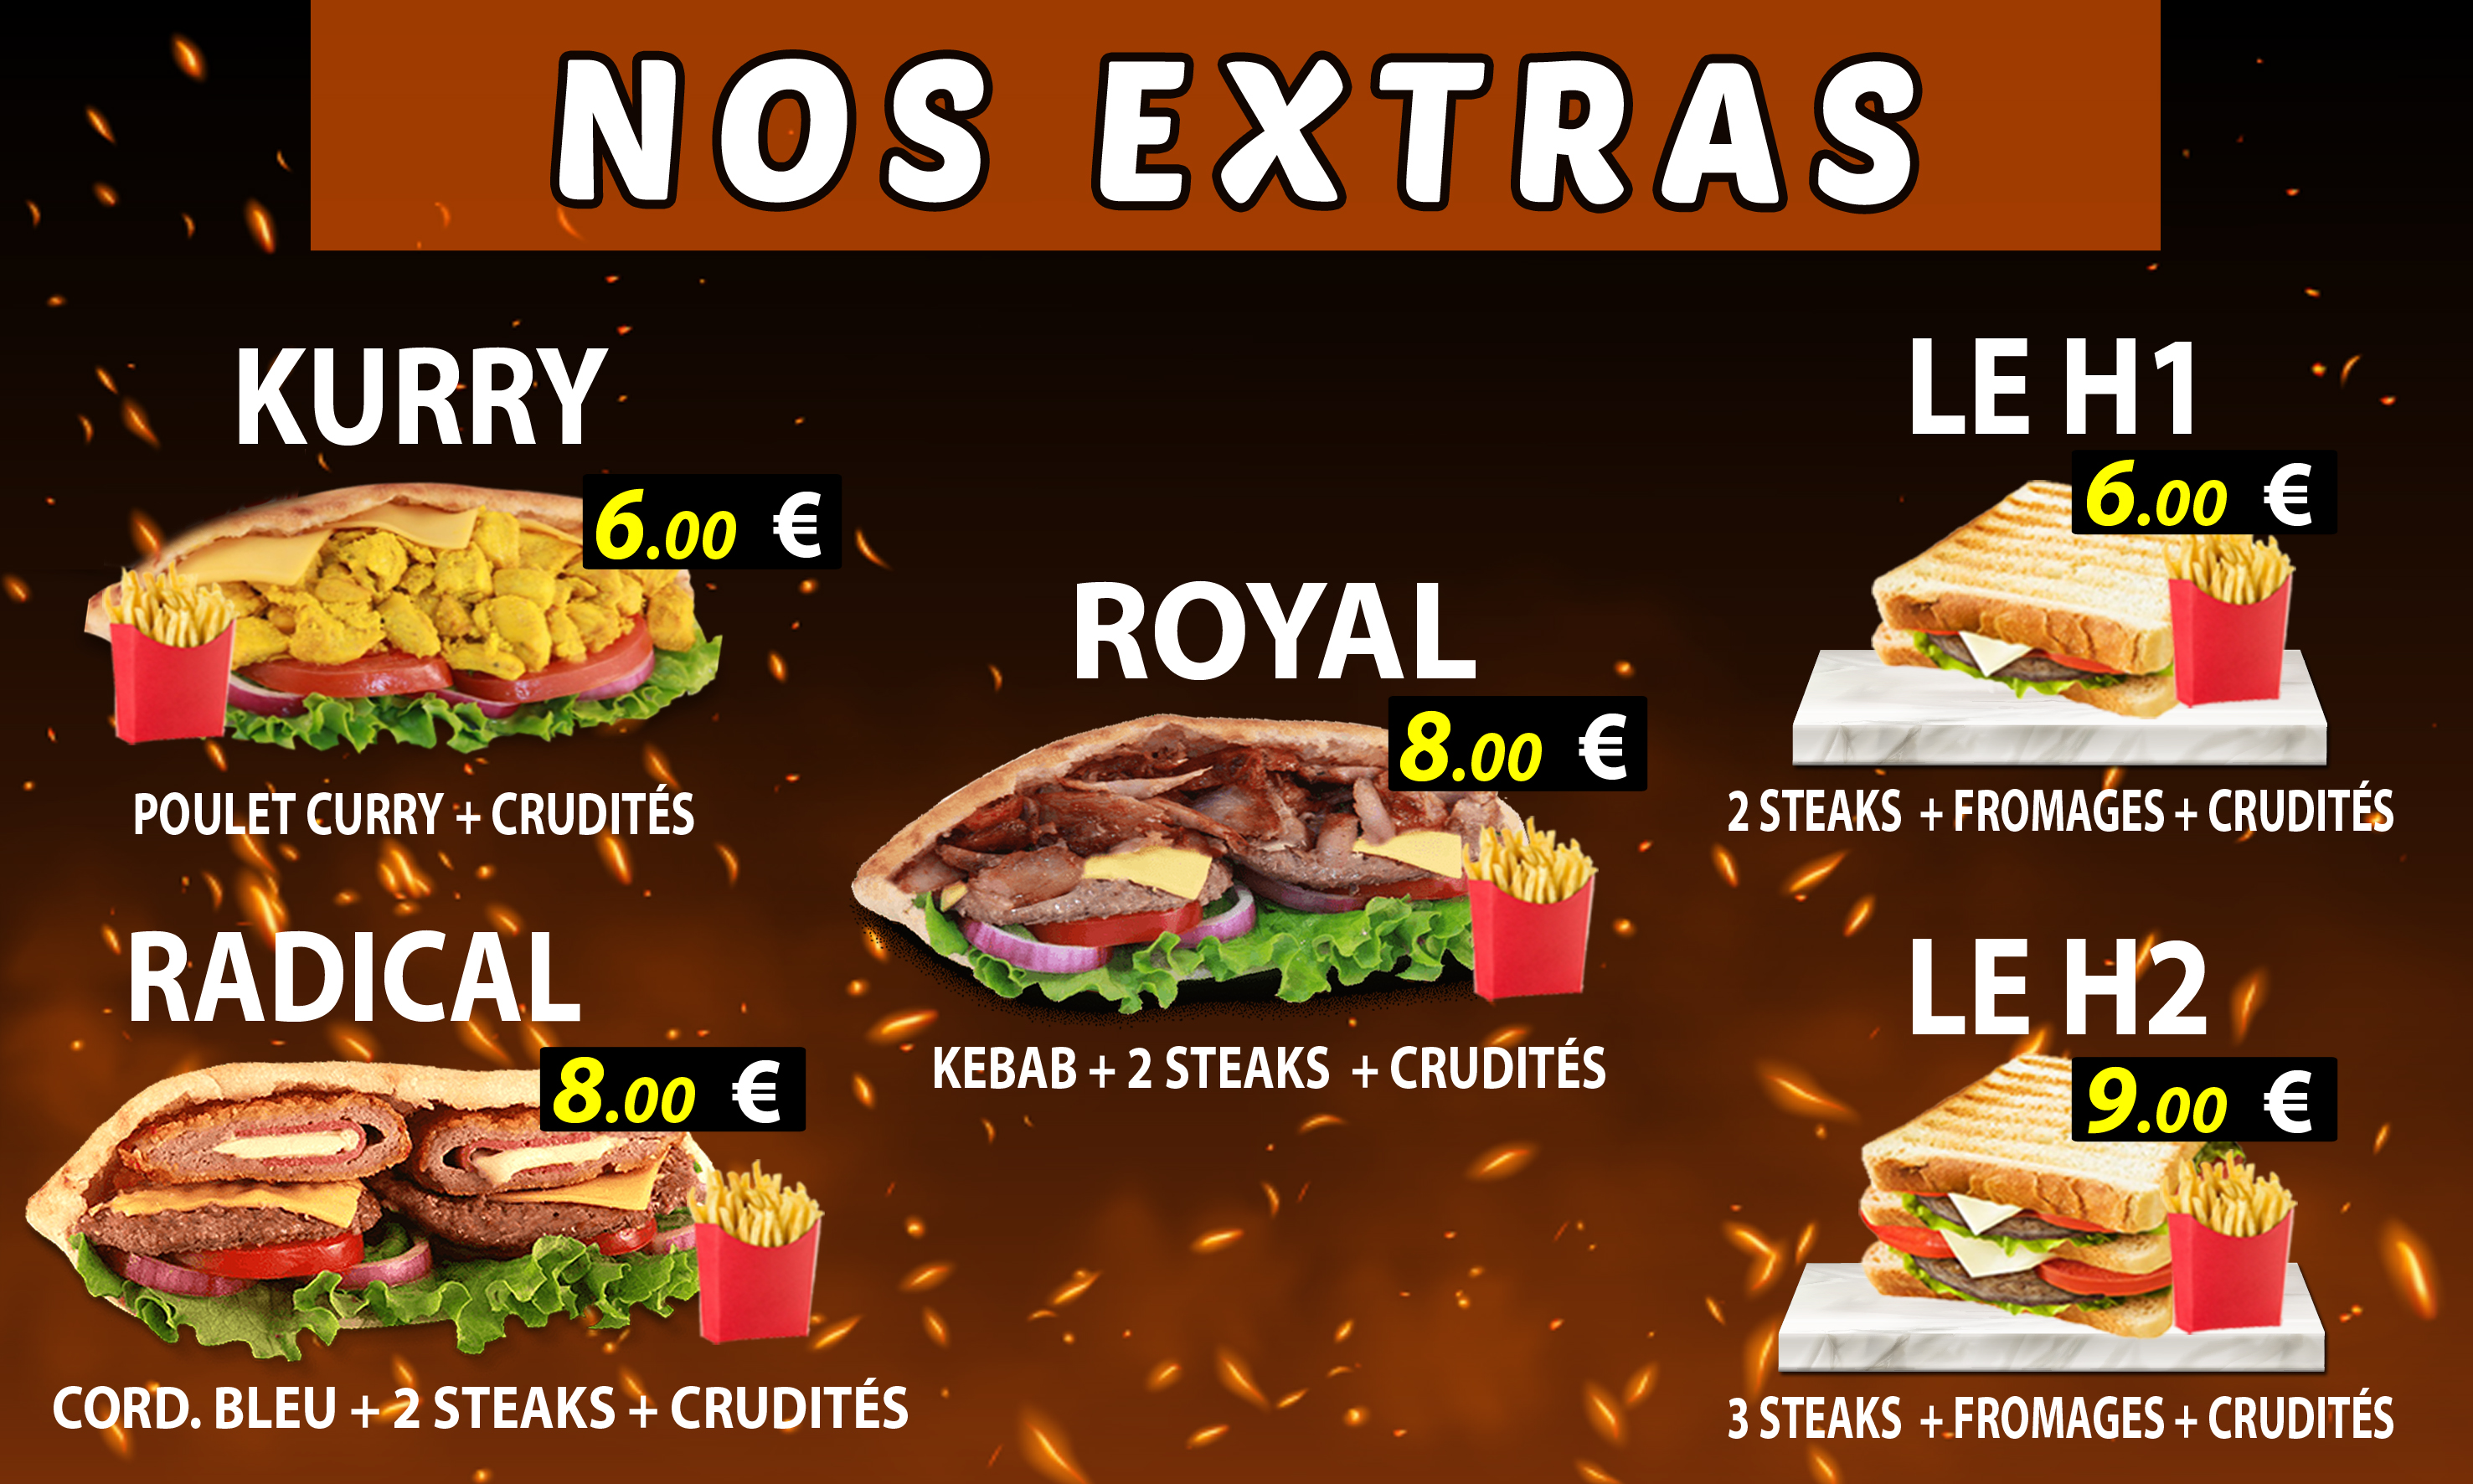 NOS EXTRAS
KURRY
6.00 €
POULET CURRY + CRUDITÉS
RADICAL
8.00 €
CORD. BLEU + 2 STEAKS + CRUDITÉS
ROYAL
8.00 €
KEBAB + 2 STEAKS + CRUDITÉS
LE H1
6.00 €
2 STEAKS + FROMAGES + CRUDITÉS
LE H2
9.00 €
3 STEAKS + FROMAGES + CRUDITÉS